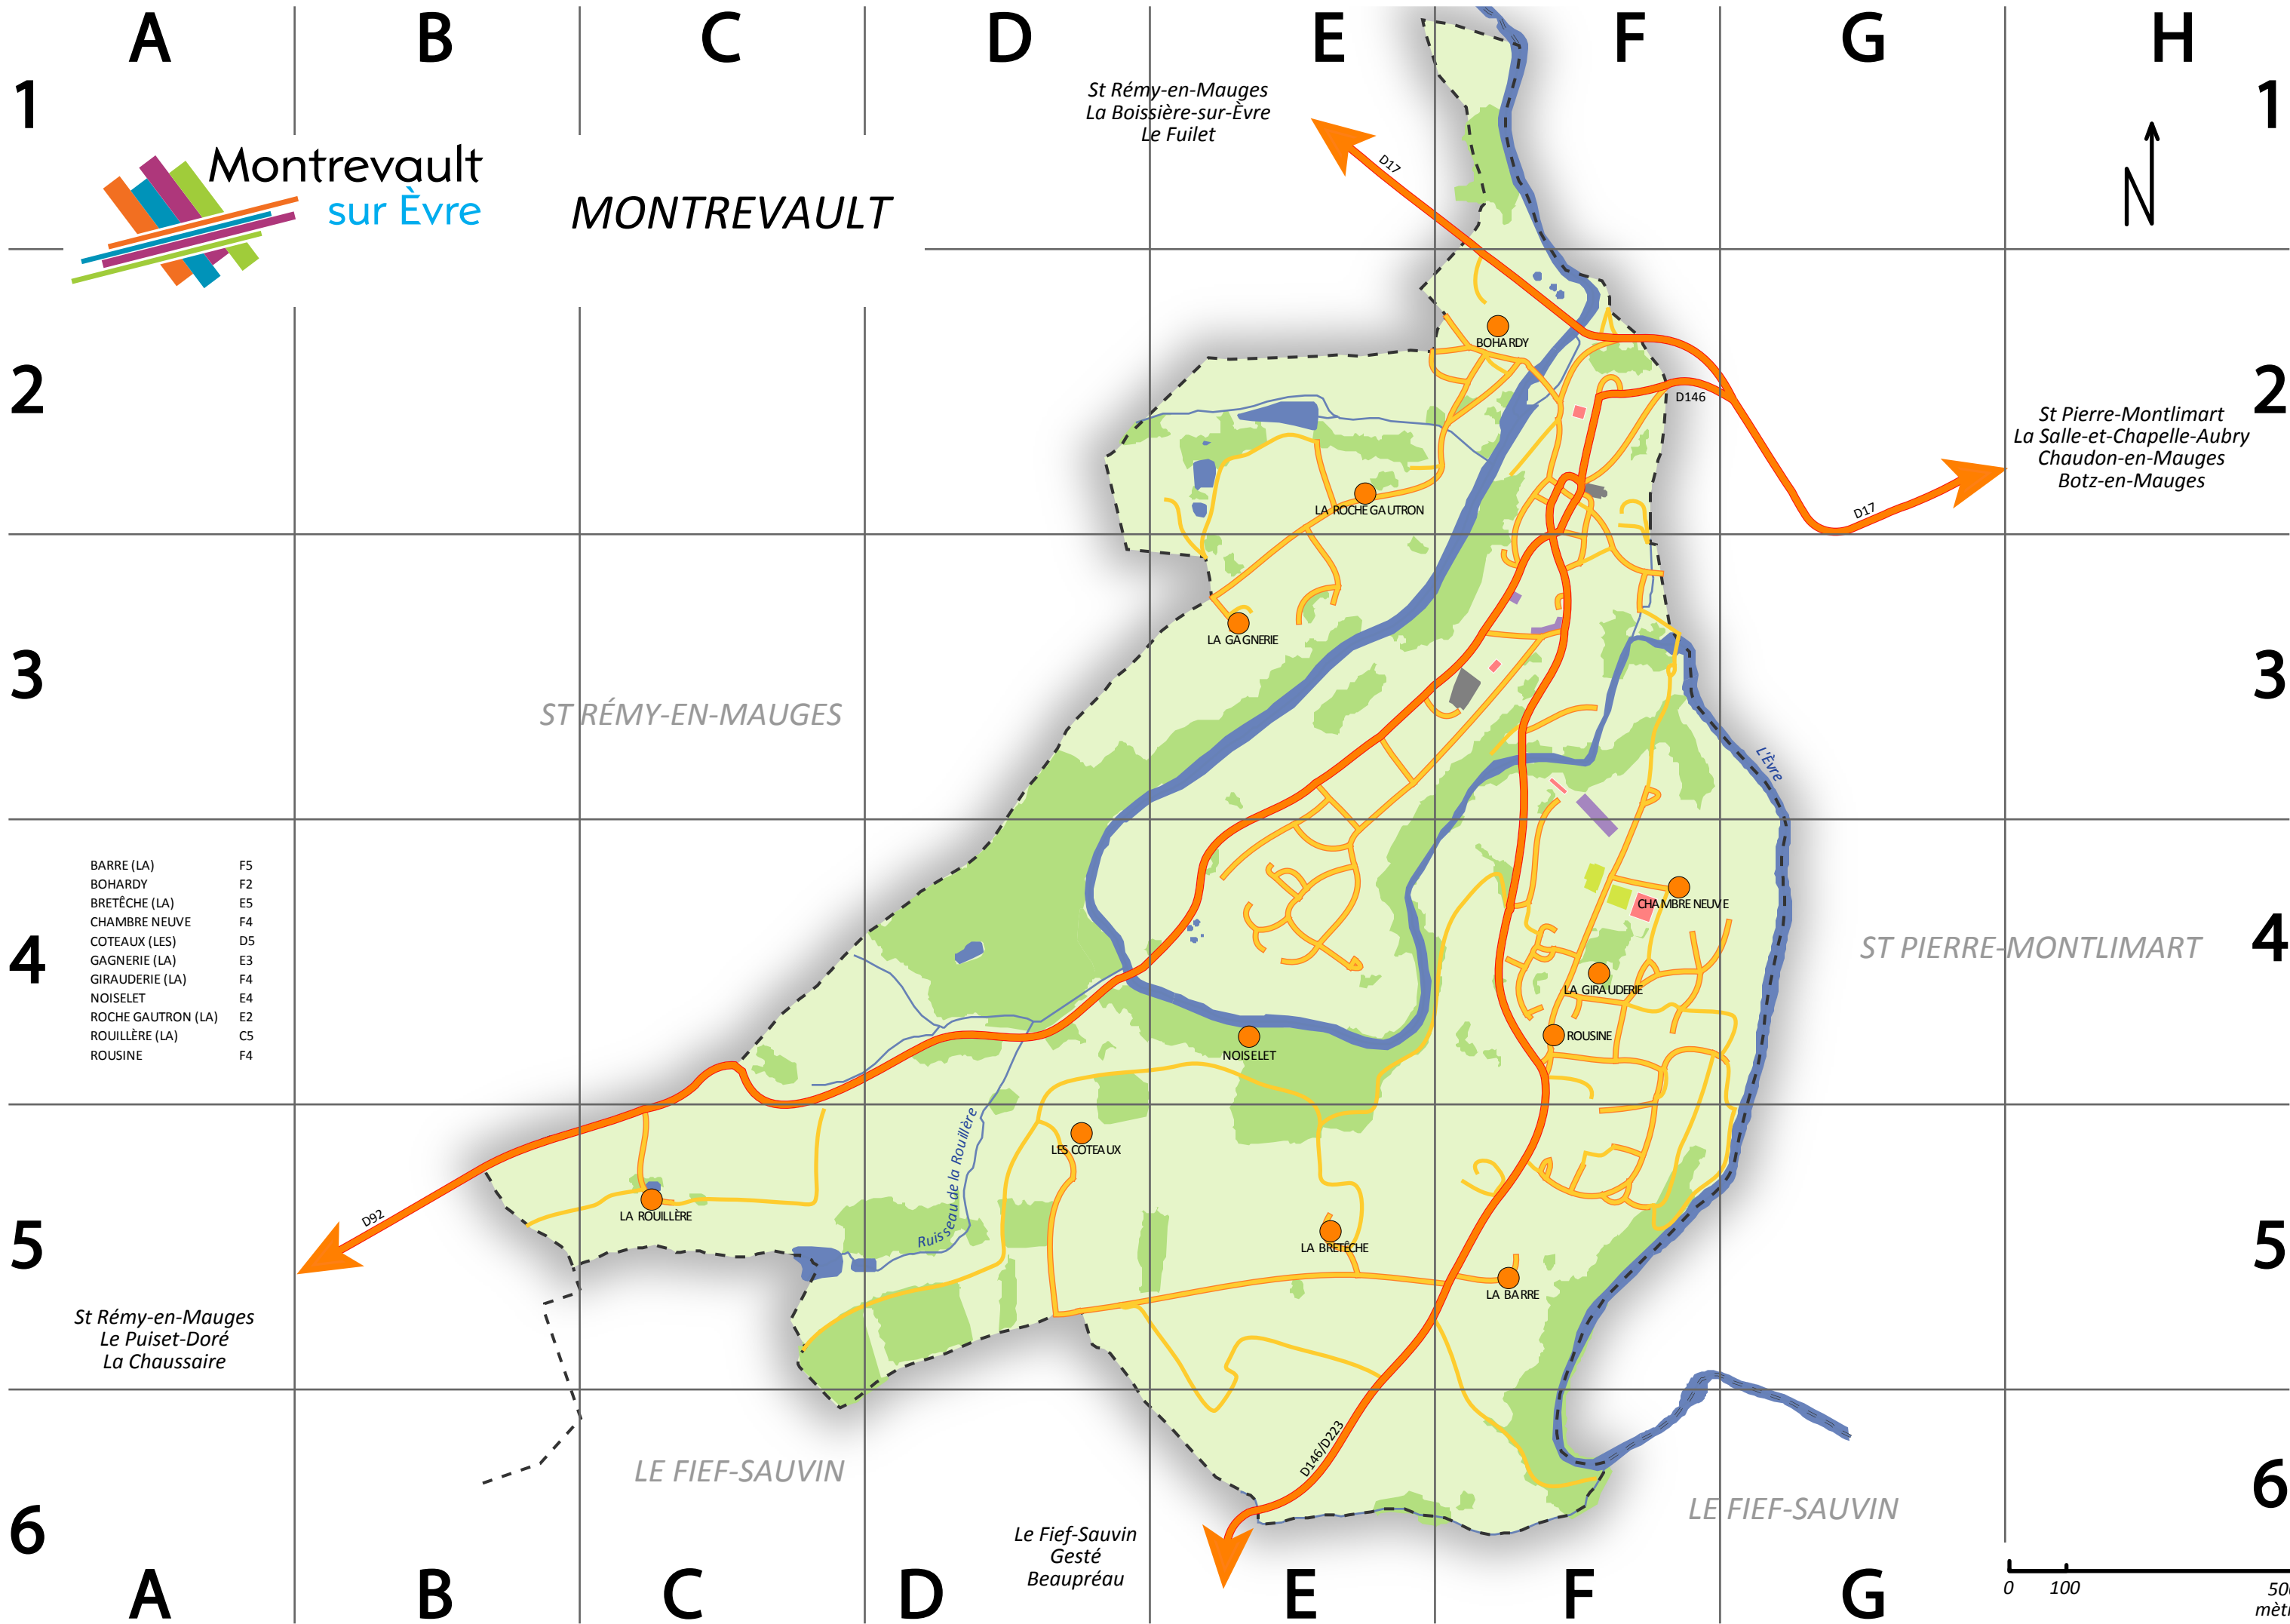 A B C D E F G H
1 1
St Rémy-en-Mauges
La Boissière-sur-Èvre
Le Fuilet
D17
Montrevault
sur Èvre
MONTREVAULT
N
BOHARDY
2 2
D146
St Pierre-Montlimart
La Salle-et-Chapelle-Aubry
Chaudon-en-Mauges
Botz-en-Mauges
D17
LA ROCHE GAUTRON
LA GAGNERIE
3 3
ST RÉMY-EN-MAUGES
L'Èvre
BARRE (LA) F5
BOHARDY F2
BRETÊCHE (LA) E5
CHAMBRE NEUVE F4
COTEAUX (LES) D5
GAGNERIE (LA) E3
GIRAUDERIE (LA) F4
NOISELET E4
ROCHE GAUTRON (LA) E2
ROUILLÈRE (LA) C5
ROUSINE F4
CHAMBRE NEUVE
4 4
ST PIERRE-MONTLIMART
LA GIRAUDERIE
ROUSINE
NOISELET
LES COTEAUX
Ruisseau de la Rouillère
LA ROUILLÈRE
D92
5 5
LA BRETÊCHE
LA BARRE
St Rémy-en-Mauges
Le Puiset-Doré
La Chaussaire
D146/D223
LE FIEF-SAUVIN
LE FIEF-SAUVIN
6 6
Le Fief-Sauvin
Gesté
Beaupréau
0 100
A B C D E F G